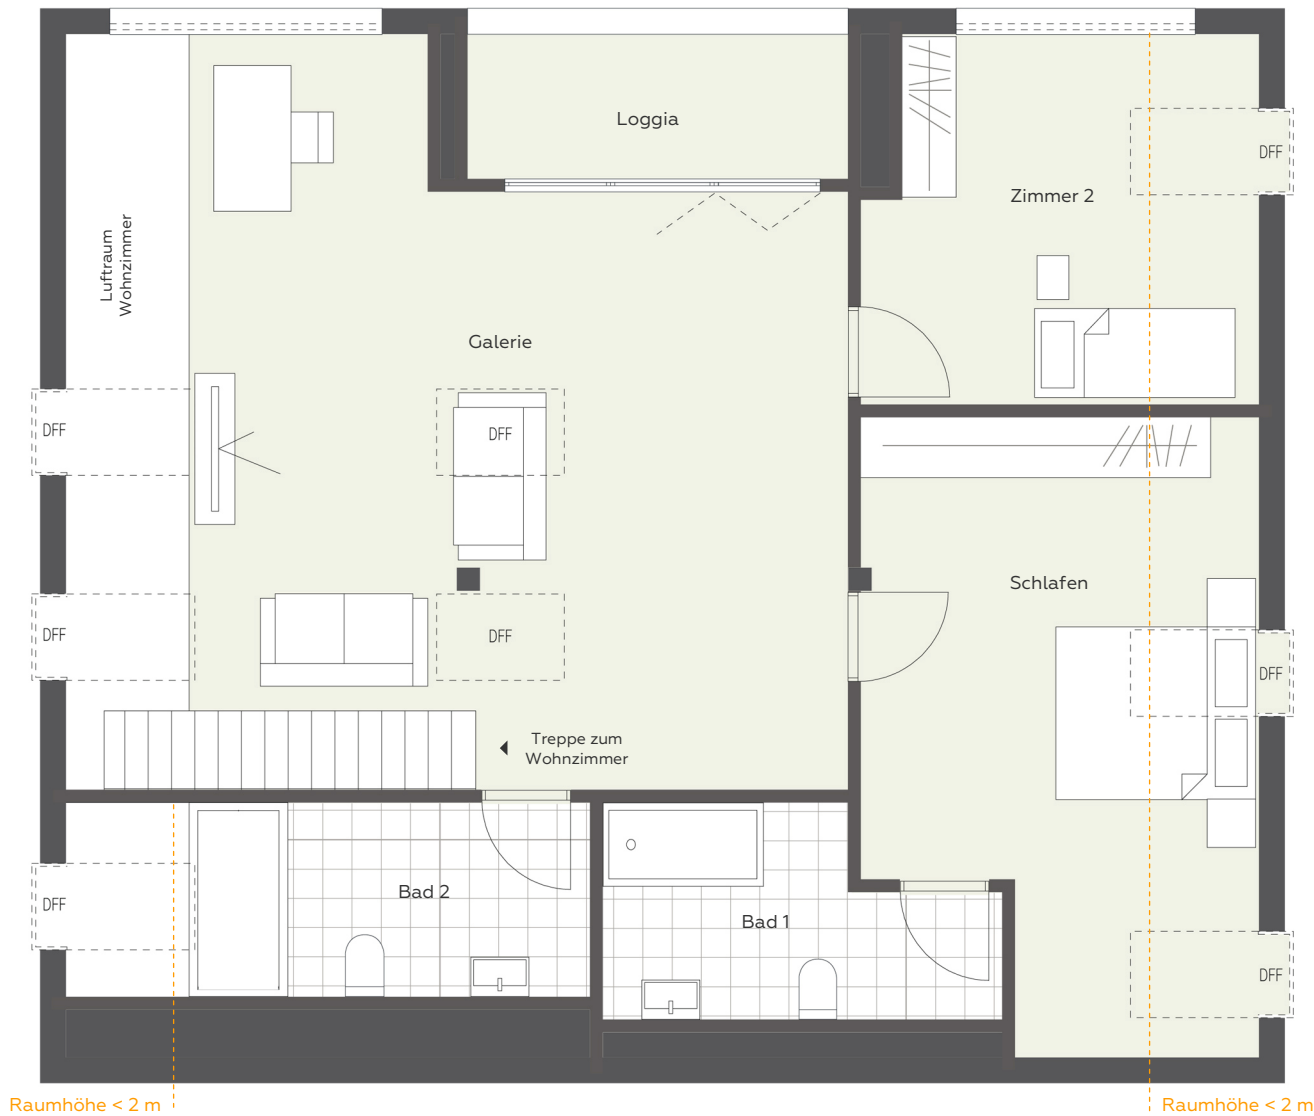 Loggia
DFF
Zimmer 2
Luftraum
Wohnzimmer
Galerie
DFF
DFF
Schlafen
DFF
DFF
DFF
Treppe zum
Wohnzimmer
Bad 2
DFF
Bad 1
DFF
Raumhöhe < 2 m
Raumhöhe < 2 m